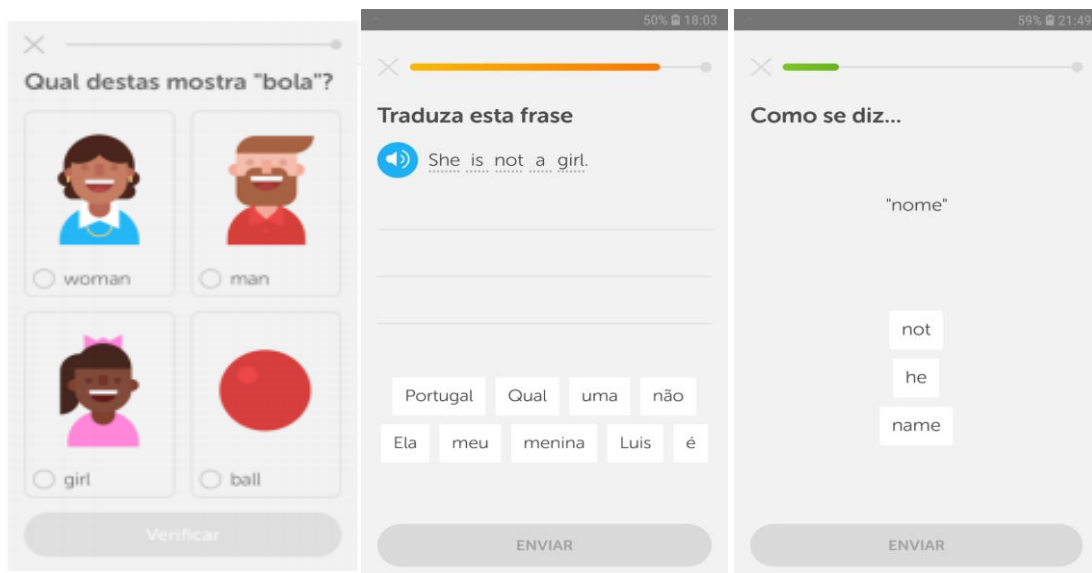 Qual destas mostra "bola"?
woman
man
girl
ball
Verificar
50% 18:03
Traduza esta frase
She is not a girl.
Portugal Qual uma não
Ela meu menina Luis é
ENVIAR
59% 21:49
Como se diz...
"nome"
not
he
name
ENVIAR